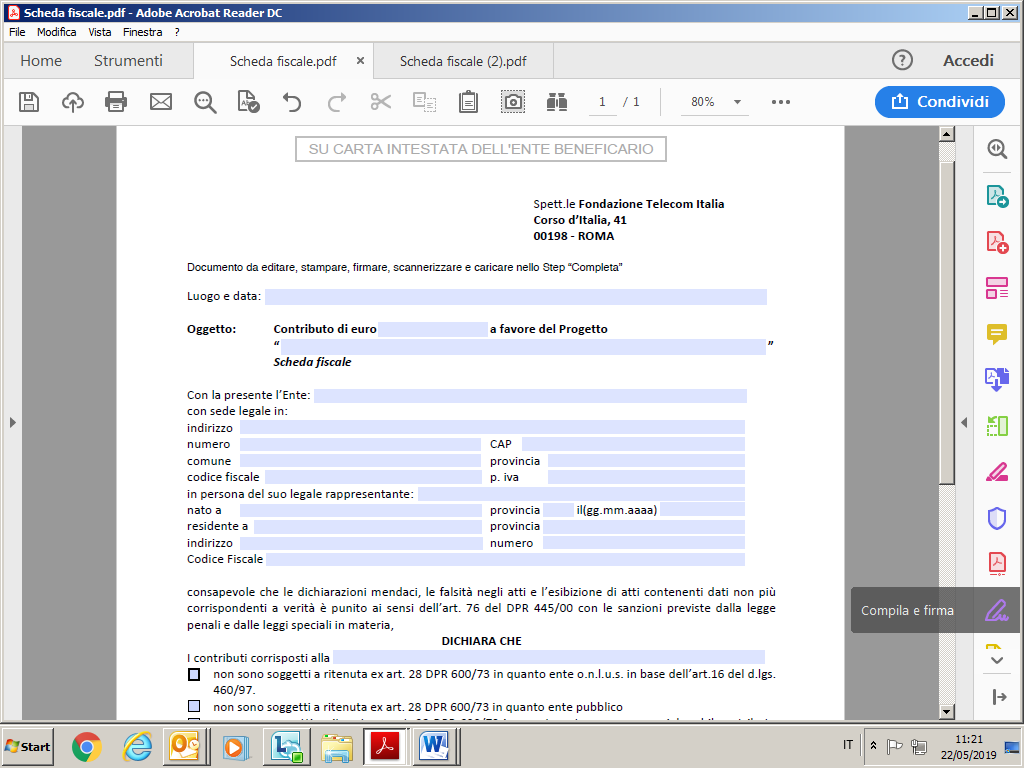 Scheda fiscale.pdf - Adobe Acrobat Reader DC
File Modifica Vista Finestra ?
Home Strumenti Scheda fiscale.pdf × Scheda fiscale (2).pdf ? Accedi
1 / 1 80% Condividi
SU CARTA INTESTATA DELL'ENTE BENEFICARIO
Spett.le Fondazione Telecom Italia
Corso d'Italia, 41
00198 - ROMA
Documento da editare, stampare, firmare, scannerizzare e caricare nello Step “Completa”
Luogo e data:
Oggetto: Contributo di euro a favore del Progetto
“ ”
Scheda fiscale
Con la presente l'Ente:
con sede legale in:
indirizzo
numero CAP
comune provincia
codice fiscale p. iva
in persona del suo legale rappresentante:
nato a provincia il(gg.mm.aaaa)
residente a provincia
indirizzo numero
Codice Fiscale
consapevole che le dichiarazioni mendaci, le falsità negli atti e l'esibizione di atti contenenti dati non più
corrispondenti a verità è punito ai sensi dell'art. 76 del DPR 445/00 con le sanzioni previste dalla legge
penali e dalle leggi speciali in materia,
Compila e firma
DICHIARA CHE
I contributi corrisposti alla
non sono soggetti a ritenuta ex art. 28 DPR 600/73 in quanto ente o.n.l.u.s. in base dell'art.16 del d.lgs.
460/97.
non sono soggetti a ritenuta ex art. 28 DPR 600/73 in quanto ente pubblico
Start IT 11:21
22/05/2019